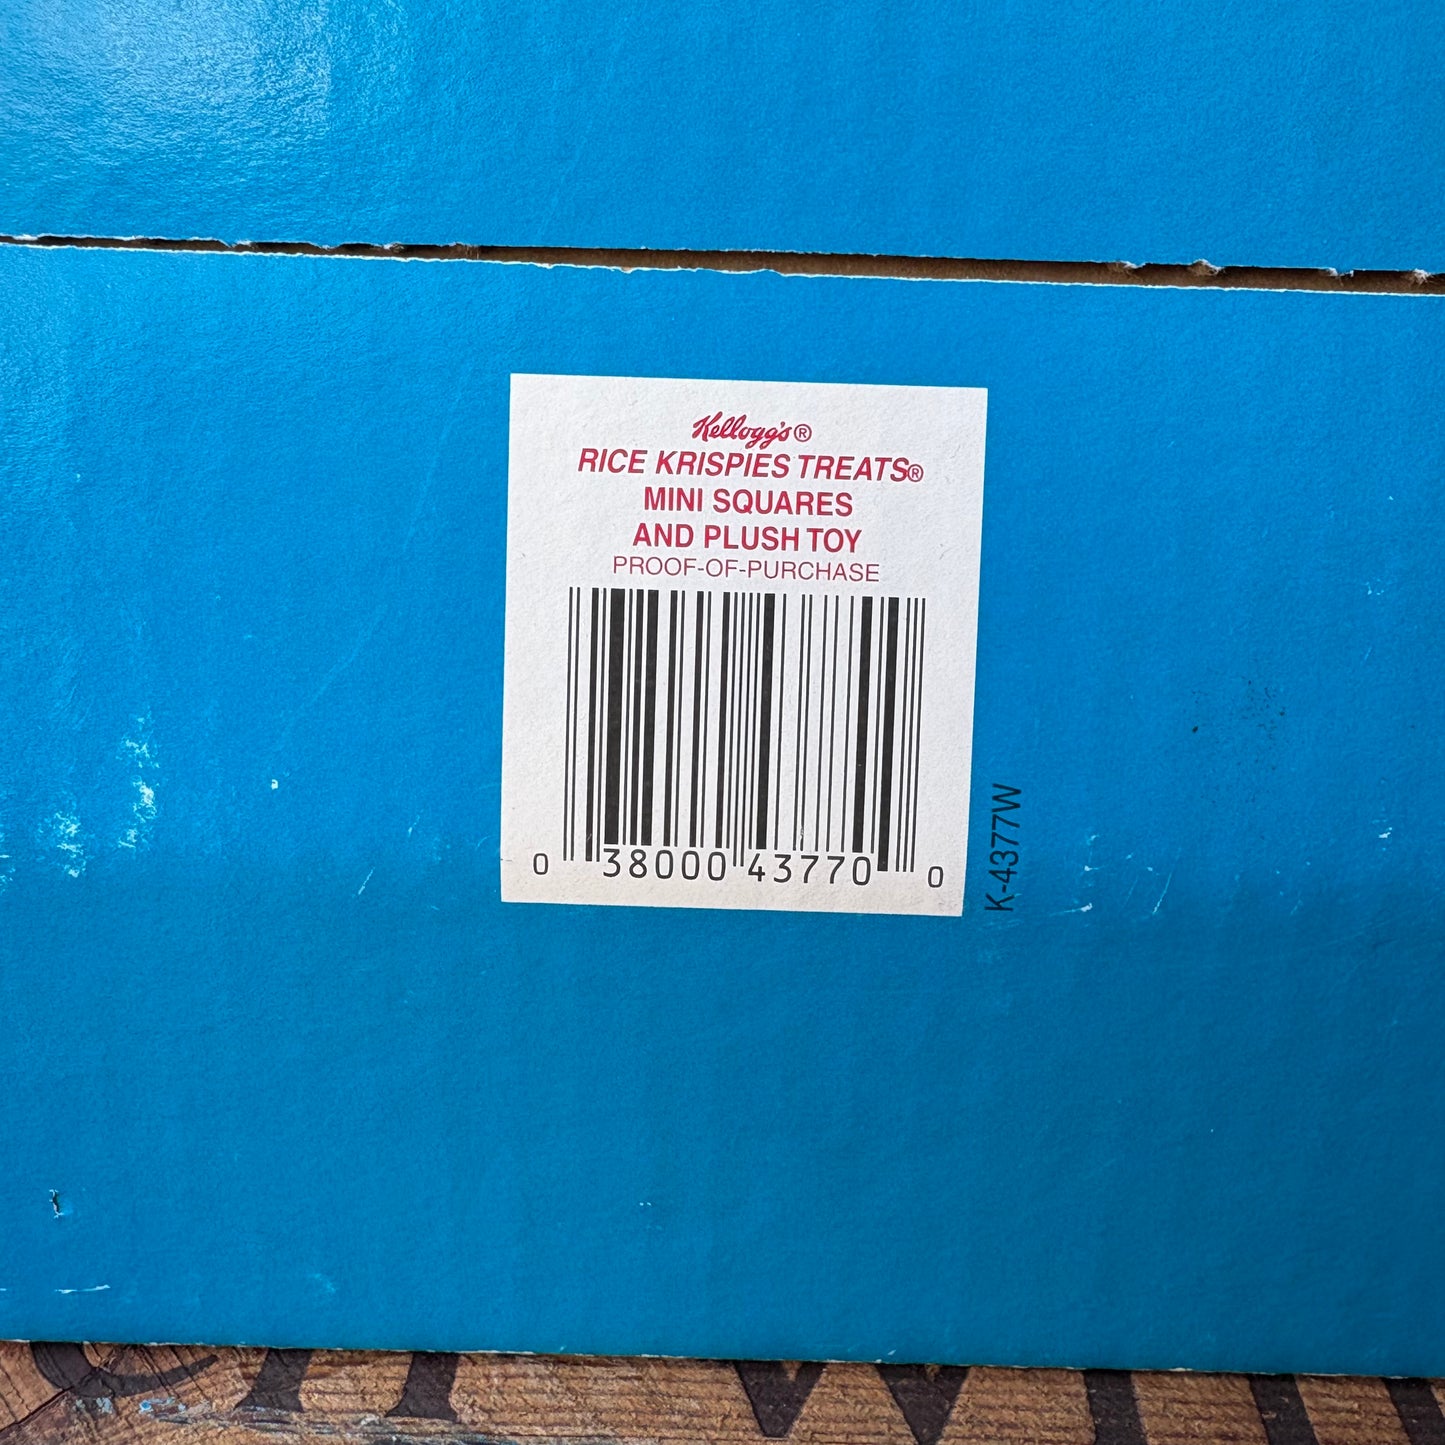 Kellogg's®
RICE KRISPIES TREATS®
MINI SQUARES
AND PLUSH TOY
PROOF-OF-PURCHASE
0 38000 43770 0
K-4377W